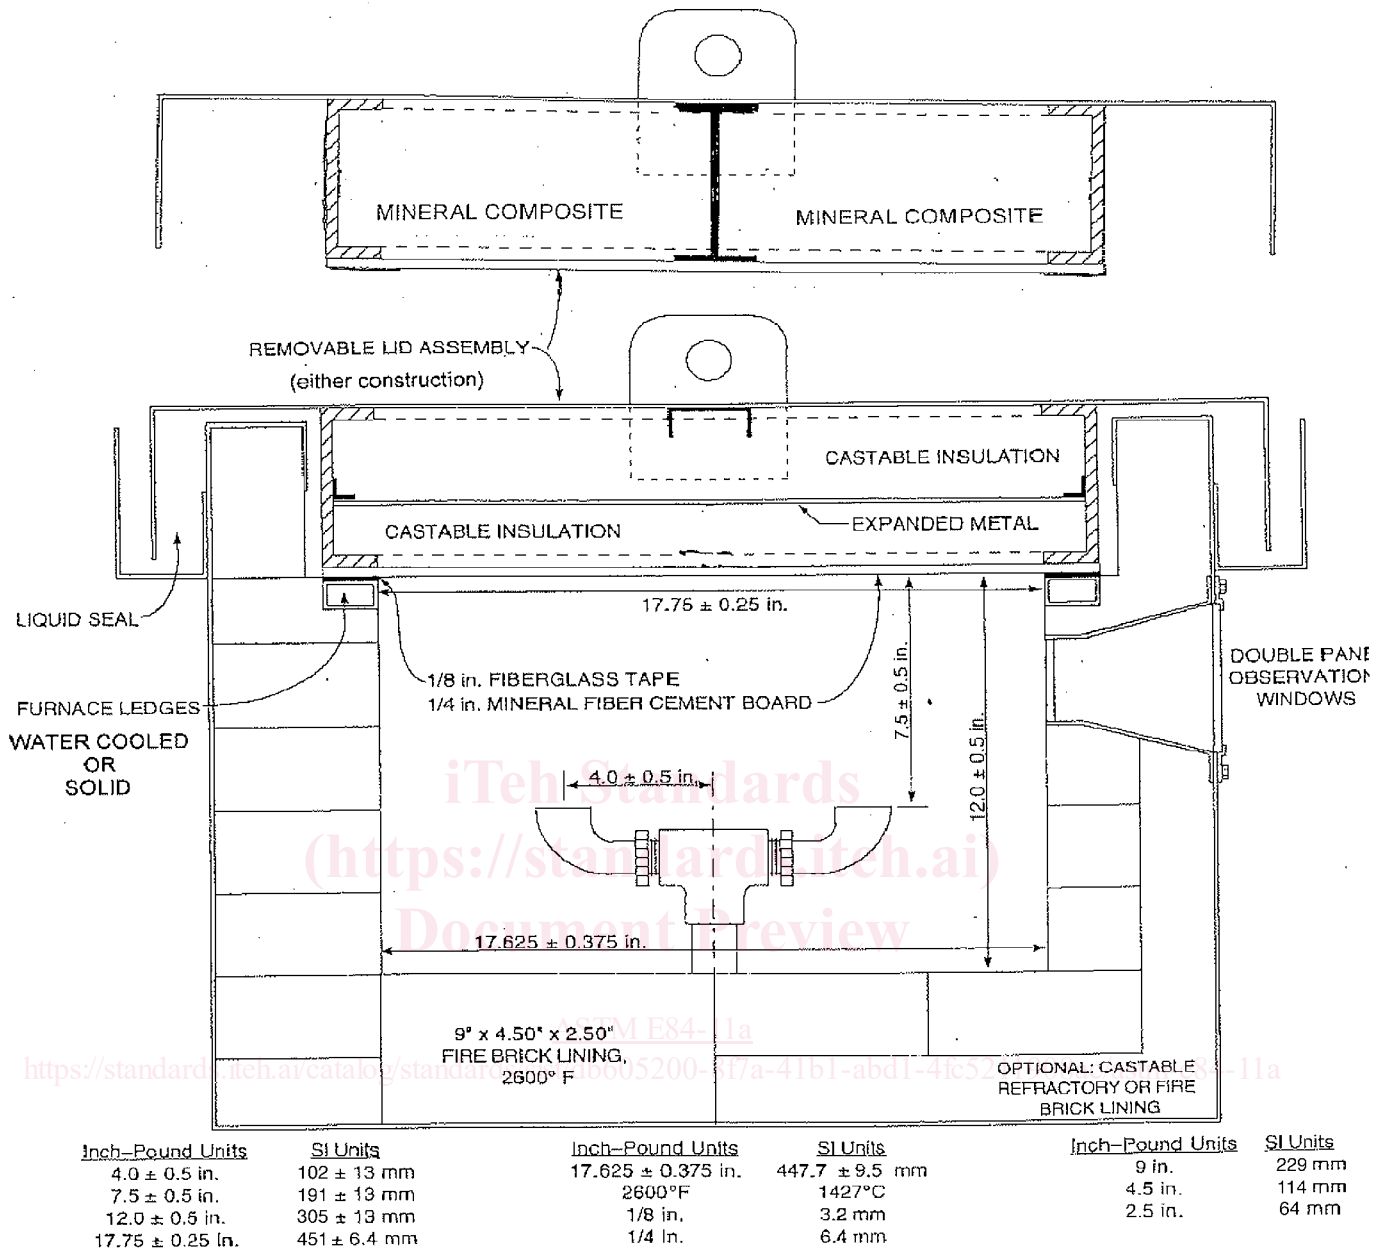 MINERAL COMPOSITE
MINERAL COMPOSITE
REMOVABLE LID ASSEMBLY
(either construction)
CASTABLE INSULATION
EXPANDED METAL
CASTABLE INSULATION
17.75 ± 0.25 in.
LIQUID SEAL
DOUBLE PANE
OBSERVATION
WINDOWS
1/8 in. FIBERGLASS TAPE
1/4 in. MINERAL FIBER CEMENT BOARD
7.5 ± 0.5 in.
FURNACE LEDGES
WATER COOLED
OR
SOLID
12.0 ± 0.5 in.
iTeh Standards
4.0 ± 0.5 in.
(https://standards.iteh.ai)
Document Preview
17.625 ± 0.375 in.
ASTM E84-11a
9" x 4.50" x 2.50"
FIRE BRICK LINING,
2600° F
https://standards.iteh.ai/catalog/
OPTIONAL: CASTABLE
REFRACTORY OR FIRE
BRICK LINING
Inch–Pound Units SI Units
4.0 ± 0.5 in. 102 ± 13 mm
7.5 ± 0.5 in. 191 ± 13 mm
12.0 ± 0.5 in. 305 ± 13 mm
17.75 ± 0.25 in. 451 ± 6.4 mm
Inch–Pound Units SI Units
17.625 ± 0.375 in. 447.7 ± 9.5 mm
2600°F 1427°C
1/8 in. 3.2 mm
1/4 in. 6.4 mm
Inch–Pound Units SI Units
9 in. 229 mm
4.5 in. 114 mm
2.5 in. 64 mm